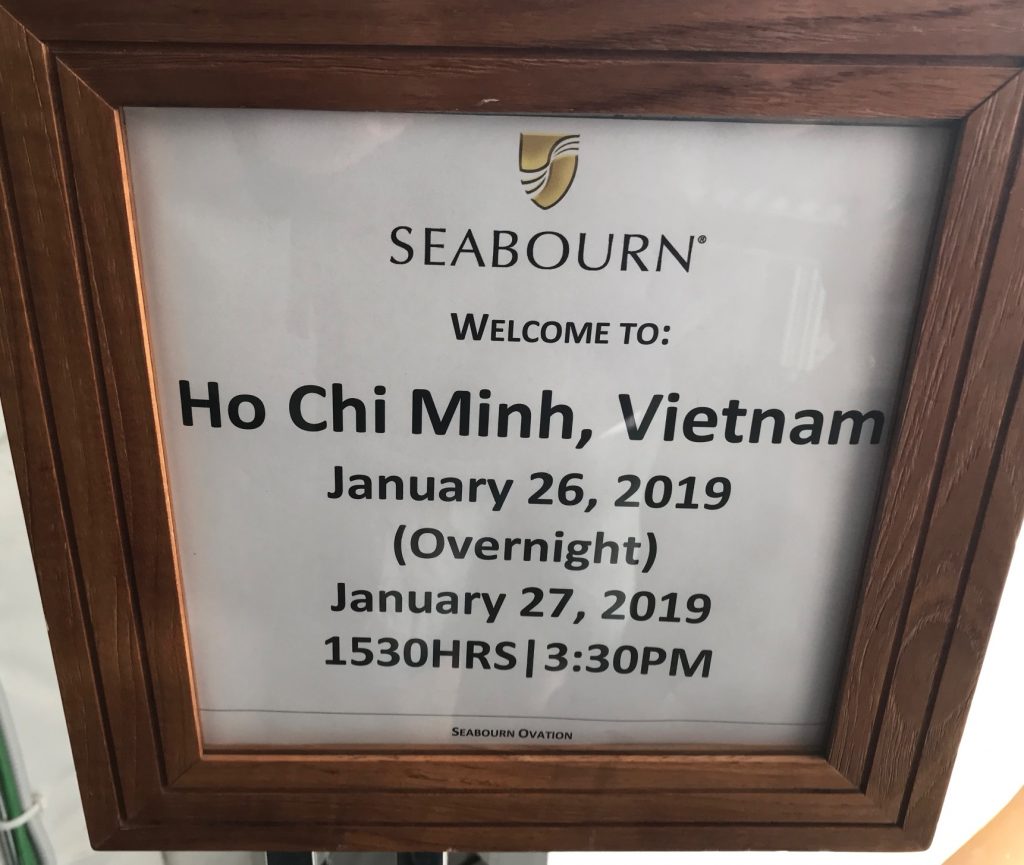 SEABOURN®
WELCOME TO:
Ho Chi Minh, Vietnam
January 26, 2019
(Overnight)
January 27, 2019
1530HRS|3:30PM
SEABOURN OVATION